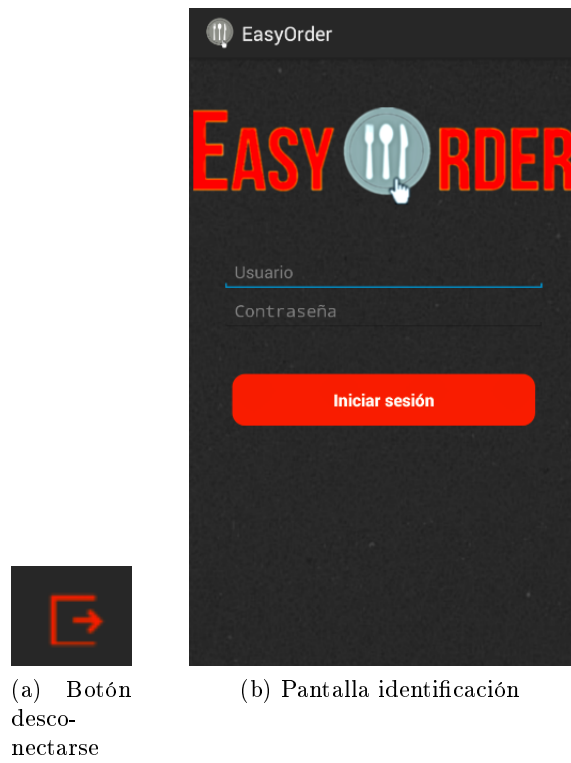 EasyOrder
EASY RDER
Usuario
Contraseña
Iniciar sesión
(a) Botón
desco-
nectarse
(b) Pantalla identificación